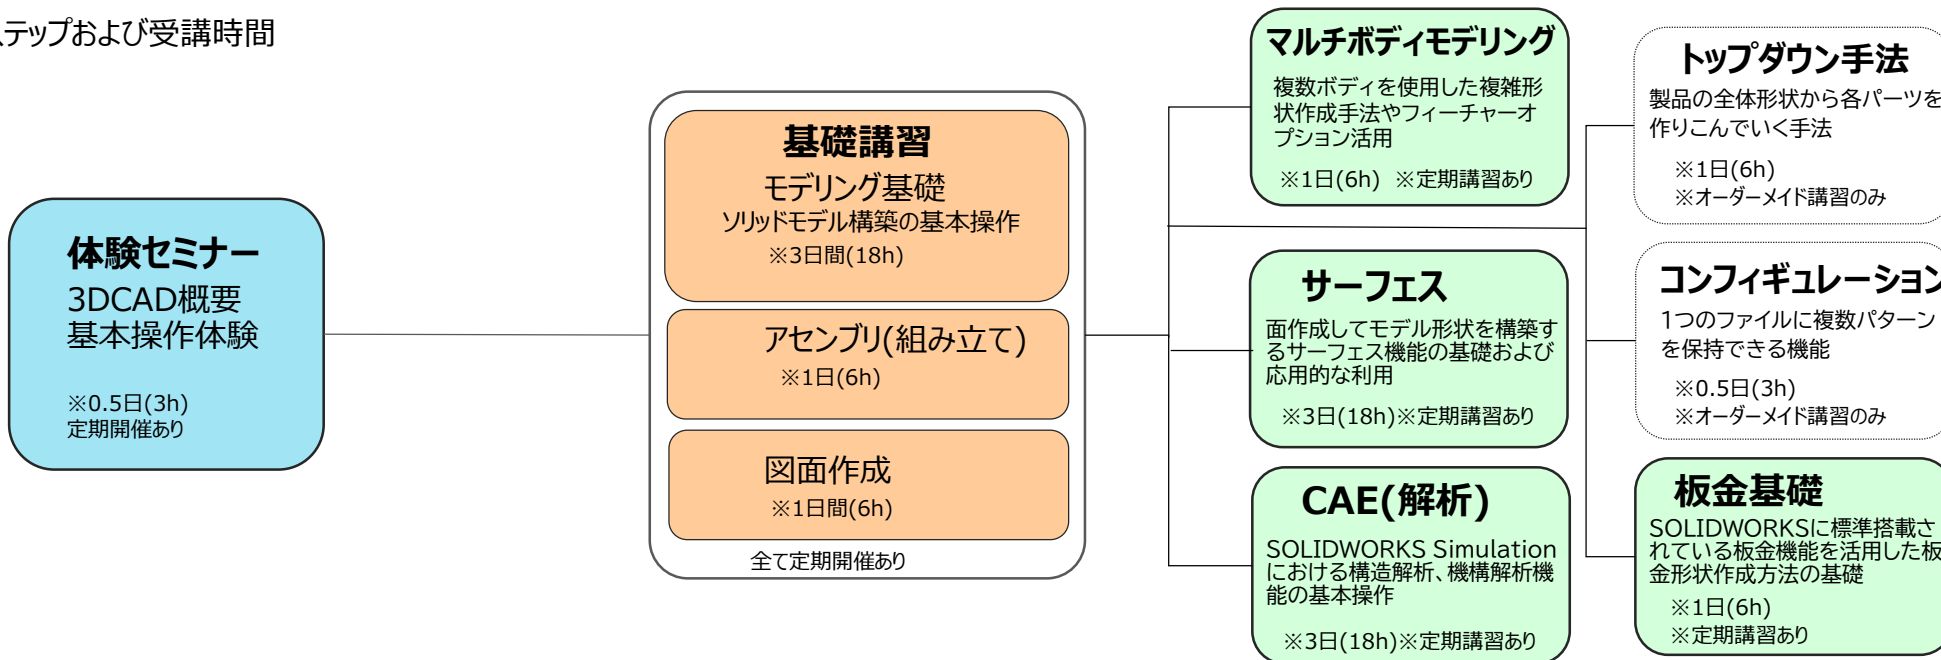 ステップおよび受講時間
体験セミナー
3DCAD概要
基本操作体験
※0.5日(3h)
定期開催あり
基礎講習
モデリング基礎
ソリッドモデル構築の基本操作
※3日間(18h)
アセンブリ(組み立て)
※1日(6h)
図面作成
※1日間(6h)
全て定期開催あり
マルチボディモデリング
複数ボディを使用した複雑形
状作成手法やフィーチャーオ
プション活用
※1日(6h) ※定期講習あり
サーフェス
面作成してモデル形状を構築す
るサーフェス機能の基礎および
応用的な利用
※3日(18h)※定期講習あり
CAE(解析)
SOLIDWORKS Simulation
における構造解析、機構解析機
能の基本操作
※3日(18h)※定期講習あり
トップダウン手法
製品の全体形状から各パーツを
作りこんでいく手法
※1日(6h)
※オーダーメイド講習のみ
コンフィギュレーション
1つのファイルに複数パターン
を保持できる機能
※0.5日(3h)
※オーダーメイド講習のみ
板金基礎
SOLIDWORKSに標準搭載さ
れている板金機能を活用した板
金形状作成方法の基礎
※1日(6h)
※定期講習あり